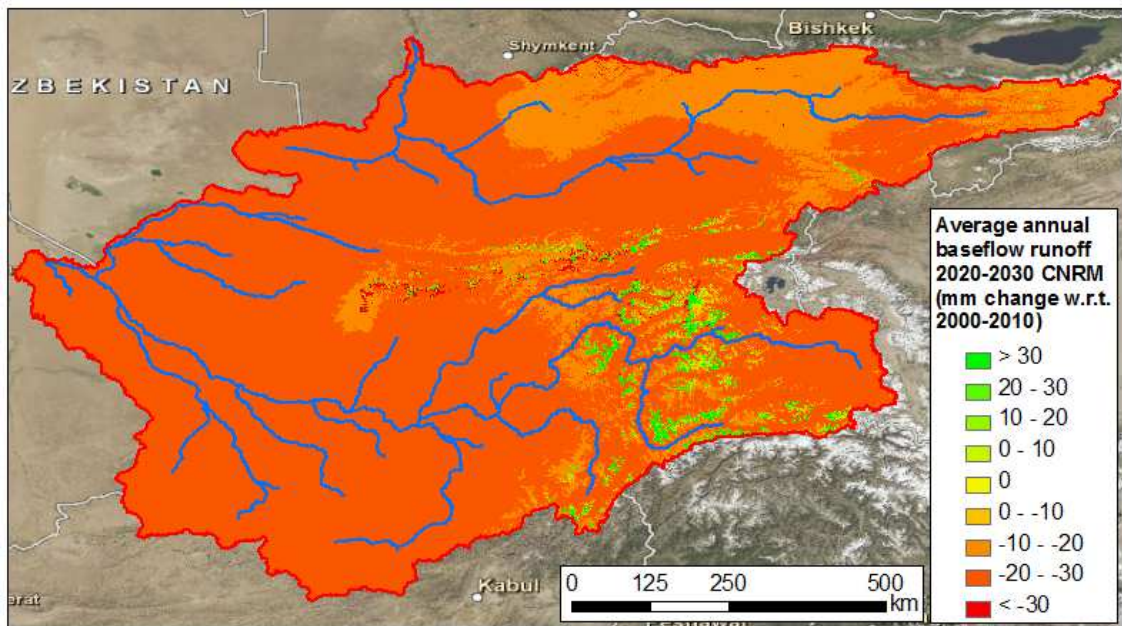 Bishkek
Shymkent
ZBEKISTAN
Average annual
baseflow runoff
2020-2030 CNRM
(mm change w.r.t.
2000-2010)
> 30
20 - 30
10 - 20
0 - 10
0
0 - -10
-10 - -20
-20 - -30
< -30
Kabul
0 125 250 500
km
erat